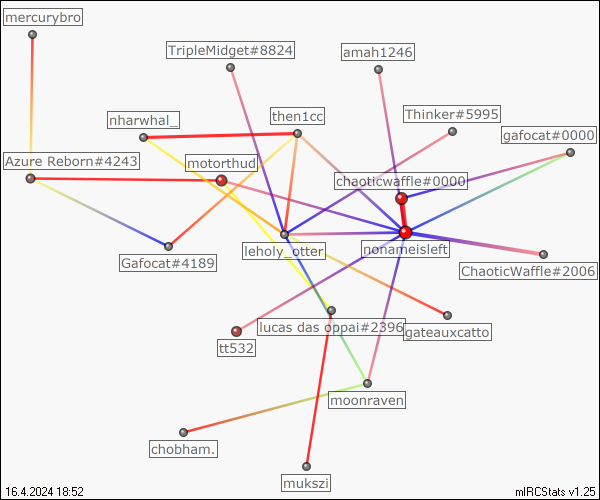 mercurybro
TripleMidget#8824
amah1246
nharwhal_
then1cc
Thinker#5995
gafocat#0000
Azure Reborn#4243
motorthud
chaoticwaffle#0000
Gafocat#4189
leholy_otter
nonameisleft
ChaoticWaffle#2006
lucas das oppai#2396
gateauxcatto
tt532
moonraven
chobham.
mukszi
16.4.2024 18:52
mIRCStats v1.25